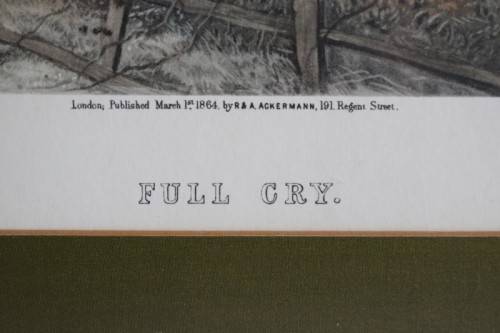 London; Published March 1st 1864, by R & A. ACKERMANN, 191. Regent Street.
FULL CRY.